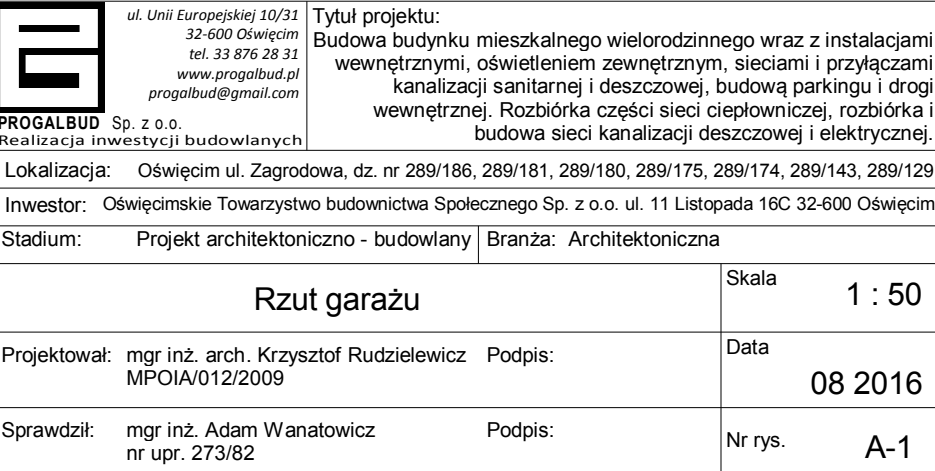 ul. Unii Europejskiej 10/31
32-600 Oświęcim
tel. 33 876 28 31
www.progalbud.pl
progalbud@gmail.com
PROGALBUD Sp. z o.o.
Realizacja inwestycji budowlanych
Tytuł projektu:
Budowa budynku mieszkalnego wielorodzinnego wraz z instalacjami
wewnętrznymi, oświetleniem zewnętrznym, sieciami i przyłączami
kanalizacji sanitarnej i deszczowej, budową parkingu i drogi
wewnętrznej. Rozbiórka części sieci ciepłowniczej, rozbiórka i
budowa sieci kanalizacji deszczowej i elektrycznej.
Lokalizacja: Oświęcim ul. Zagrodowa, dz. nr 289/186, 289/181, 289/180, 289/175, 289/174, 289/143, 289/129
Inwestor: Oświęcimskie Towarzystwo budownictwa Społecznego Sp. z o.o. ul. 11 Listopada 16C 32-600 Oświęcim
Stadium: Projekt architektoniczno - budowlany Branża: Architektoniczna
Rzut garażu
Skala 1 : 50
Projektował: mgr inż. arch. Krzysztof Rudzielewicz Podpis:
MPOIA/012/2009
Data
08 2016
Sprawdził: mgr inż. Adam Wanatowicz Podpis:
nr upr. 273/82
Nr rys. A-1